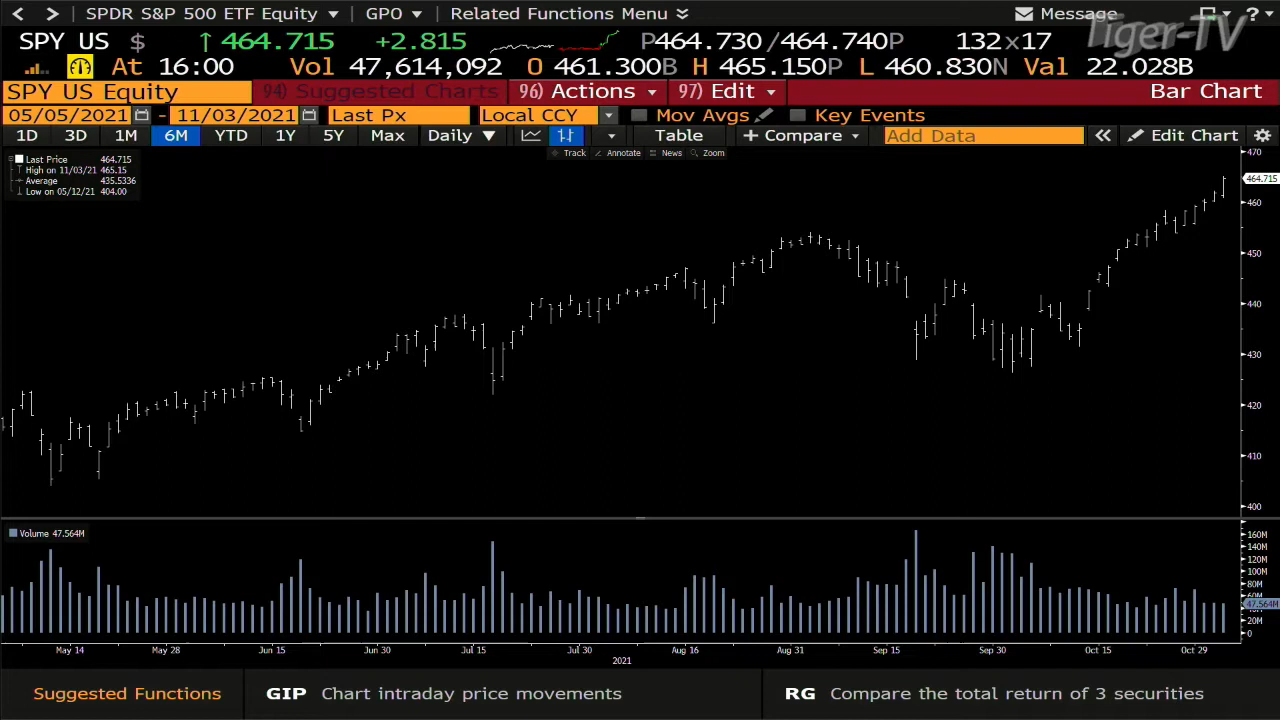 SPDR S&P 500 ETF Equity GPO Related Functions Menu Message ?
Tiger-TV
SPY US $ ↑464.715 +2.815 P464.730/464.740P 132x17
At 16:00 Vol 47,614,092 O 461.300B H 465.150P L 460.830N Val 22.028B
SPY US Equity 94) Suggested Charts 96) Actions 97) Edit Bar Chart
05/05/2021 - 11/03/2021 Last Px Local CCY Mov Avgs Key Events
1D 3D 1M 6M YTD 1Y 5Y Max Daily ▼ Table + Compare Add Data « Edit Chart
Track Annotate News Zoom
Last Price 464.715
High on 11/03/21 465.15
Average 435.5336
Low on 05/12/21 404.00
470
464.715
460
450
440
430
420
410
400
Volume 47.564M
160M
140M
120M
100M
80M
60M
47.564M
20M
0
May 14 May 28 Jun 15 Jun 30 Jul 15 Jul 30 Aug 16 Aug 31 Sep 15 Sep 30 Oct 15 Oct 29
2021
Suggested Functions GIP Chart intraday price movements RG Compare the total return of 3 securities